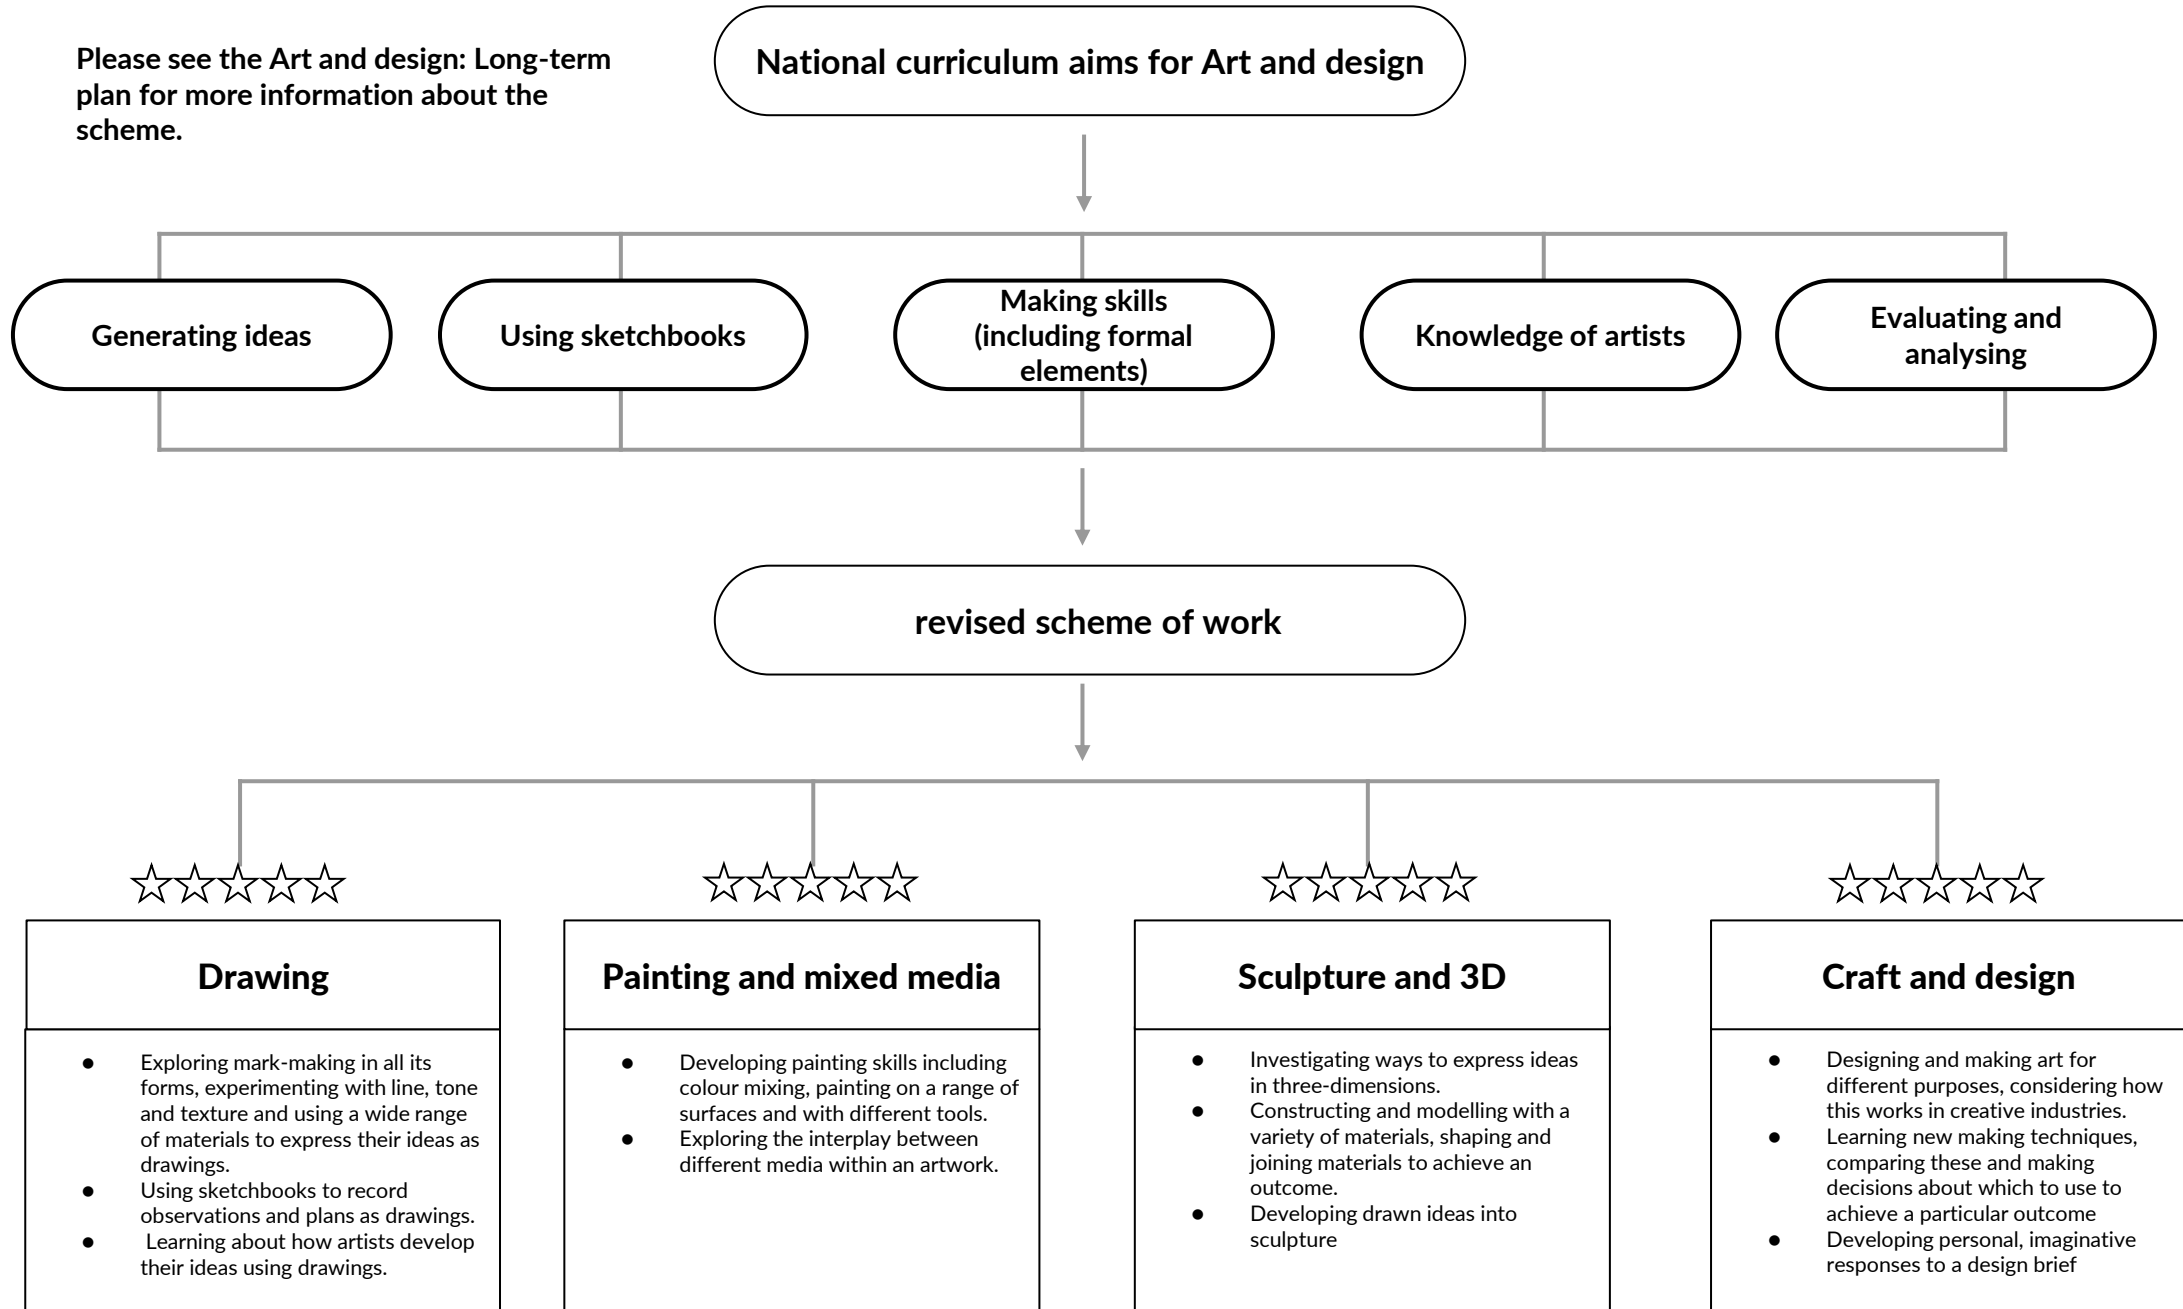 Please see the Art and design: Long-term
plan for more information about the
scheme.
National curriculum aims for Art and design
Generating ideas
Using sketchbooks
Making skills
(including formal
elements)
Knowledge of artists
Evaluating and
analysing
revised scheme of work
Drawing
● Exploring mark-making in all its
forms, experimenting with line, tone
and texture and using a wide range
of materials to express their ideas as
drawings.
● Using sketchbooks to record
observations and plans as drawings.
● Learning about how artists develop
their ideas using drawings.
Painting and mixed media
● Developing painting skills including
colour mixing, painting on a range of
surfaces and with different tools.
● Exploring the interplay between
different media within an artwork.
Sculpture and 3D
● Investigating ways to express ideas
in three-dimensions.
● Constructing and modelling with a
variety of materials, shaping and
joining materials to achieve an
outcome.
● Developing drawn ideas into
sculpture
Craft and design
● Designing and making art for
different purposes, considering how
this works in creative industries.
● Learning new making techniques,
comparing these and making
decisions about which to use to
achieve a particular outcome
● Developing personal, imaginative
responses to a design brief